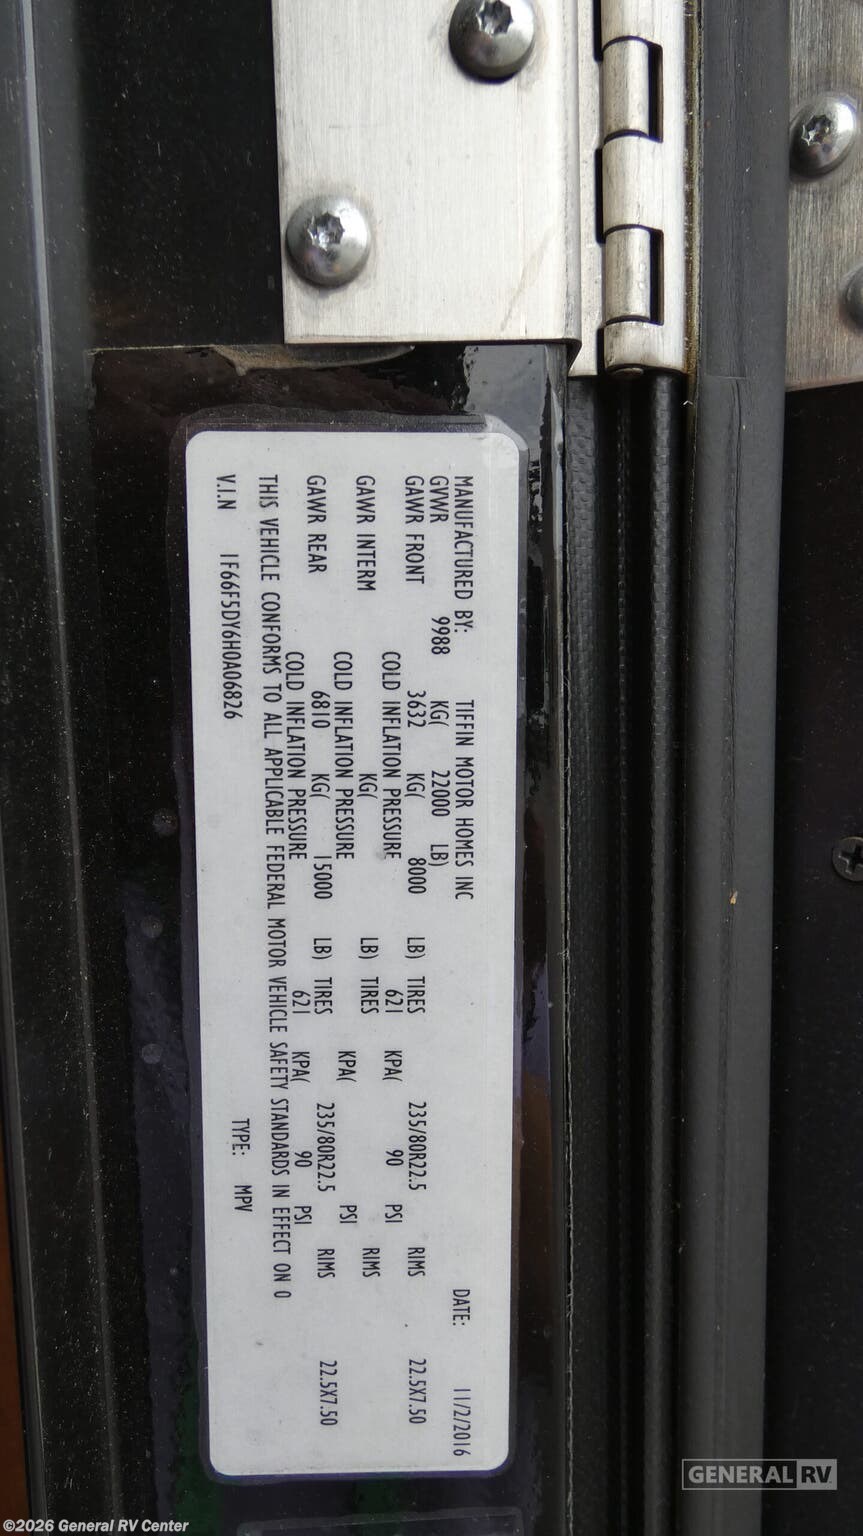 MANUFACTURED BY: TIFFIN MOTOR HOMES INC DATE: 11/2/2016
GVWR 9988 KG( 22000 LB)
GAWR FRONT 3632 KG( 8000 LB) TIRES 235/80R22.5 RIMS 22.5X7.50
COLD INFLATION PRESSURE 621 KPA( 90 PSI
GAWR INTERM KG( LB) TIRES RIMS
COLD INFLATION PRESSURE KPA( PSI
GAWR REAR 6810 KG( 15000 LB) TIRES 235/80R22.5 RIMS 22.5X7.50
COLD INFLATION PRESSURE 621 KPA( 90 PSI
THIS VEHICLE CONFORMS TO ALL APPLICABLE FEDERAL MOTOR VEHICLE SAFETY STANDARDS IN EFFECT ON 0
V.I.N 1F66F5DY6H0A06826 TYPE: MPV
GENERAL RV
©2026 General RV Center